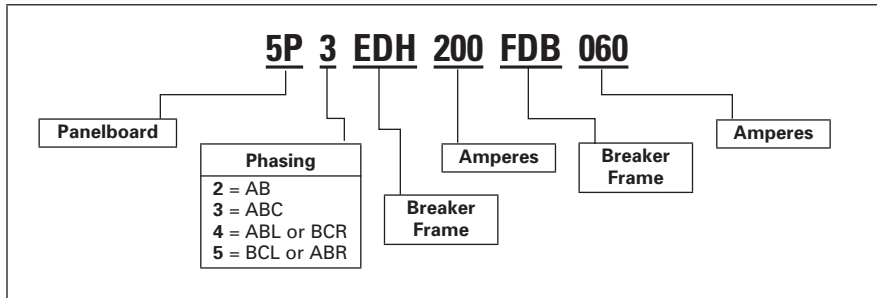 5P 3 EDH 200 FDB 060
Panelboard
Phasing
2 = AB
3 = ABC
4 = ABL or BCR
5 = BCL or ABR
Breaker
Frame
Amperes
Breaker
Frame
Amperes